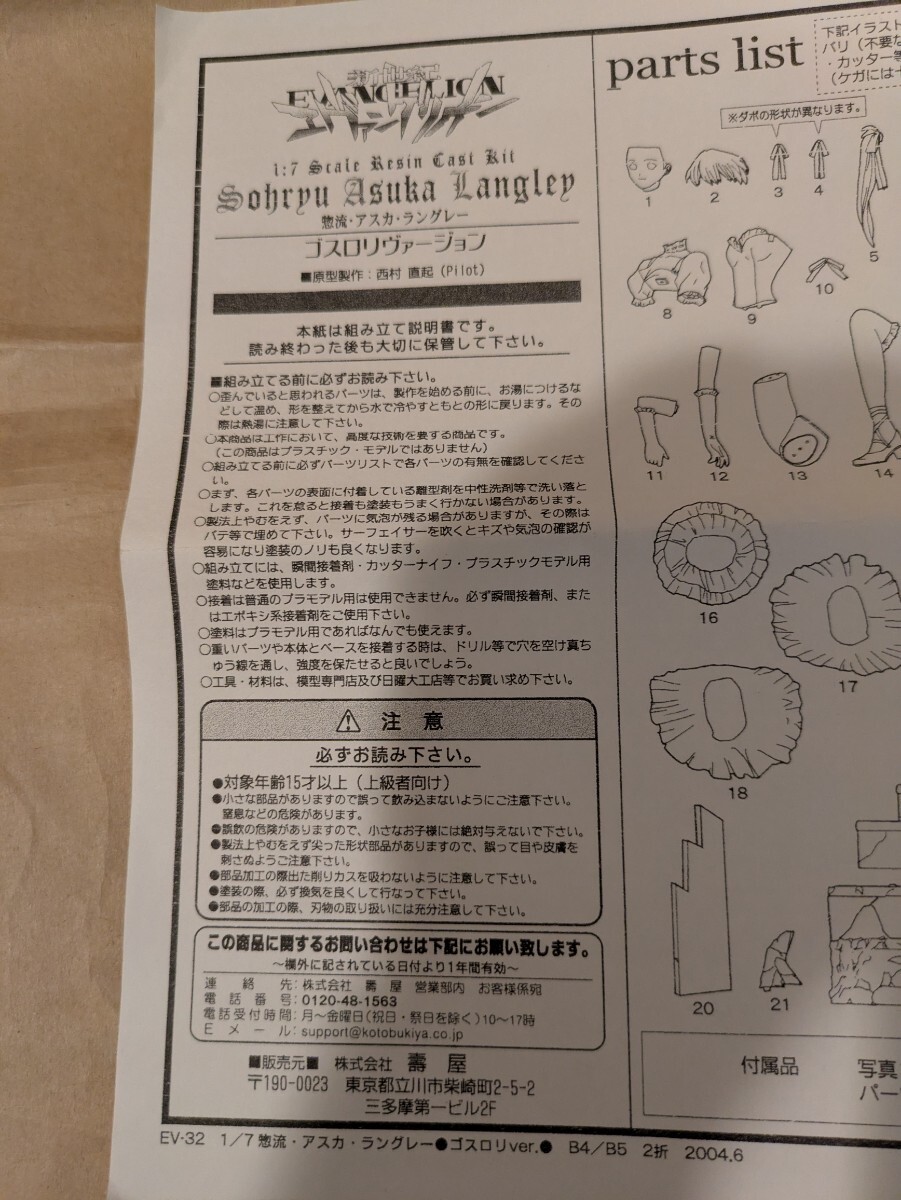 新世紀
EVANGELION
エヴァンゲリオン
1:7 Scale Resin Cast Kit
Sohryu Asuka Langley
惣流・アスカ・ラングレー
ゴスロリヴァージョン
■原型製作：西村 直起（Pilot）
本紙は組み立て説明書です。
読み終わった後も大切に保管して下さい。
■組み立てる前に必ずお読み下さい。
○歪んでいると思われるパーツは、製作を始める前に、お湯につけるな
どして温め、形を整えてから水で冷やすともとの形に戻ります。その
際は熱湯に注意して下さい。
○本商品は工作において、高度な技術を要する商品です。
（この商品はプラスチック・モデルではありません）
○組み立てる前に必ずパーツリストで各パーツの有無を確認してくださ
い。
○まず、各パーツの表面に付着している離型剤を中性洗剤等で洗い落と
します。これを怠ると接着も塗装もうまく行かない場合があります。
○製法上やむをえず、パーツに気泡が残る場合がありますが、その際は
パテ等で埋めて下さい。サーフェイサーを吹くとキズや気泡の確認が
容易になり塗装のノリも良くなります。
○組み立てには、瞬間接着剤・カッターナイフ・プラスチックモデル用
塗料などを使用します。
○接着は普通のプラモデル用は使用できません。必ず瞬間接着剤、また
はエポキシ系接着剤をご使用下さい。
○塗料はプラモデル用であればなんでも使えます。
○重いパーツや本体とベースを接着する時は、ドリル等で穴を空け真ち
ゅう線を通し、強度を保たせると良いでしょう。
○工具・材料は、模型専門店及び日曜大工店等でお買い求め下さい。
⚠ 注 意
必ずお読み下さい。
●対象年齢15才以上（上級者向け）
●小さな部品がありますので誤って飲み込まないようにご注意下さい。
窒息などの危険があります。
●誤飲の危険がありますので、小さなお子様には絶対与えないで下さい。
●製法上やむをえず尖った形状部品がありますので、誤って目や皮膚を
刺さぬようご注意下さい。
●部品加工の際出た削りカスを吸わないように注意して下さい。
●塗装の際、必ず換気を良くして行なって下さい。
●部品の加工の際、刃物の取り扱いには充分注意して下さい。
この商品に関するお問い合わせは下記にお願い致します。
～欄外に記されている日付より1年間有効～
連絡先：株式会社 壽屋 営業部内 お客様係宛
電話番号：0120-48-1563
電話受付時間：月～金曜日（祝日・祭日を除く）10～17時
Eメール：support@kotobukiya.co.jp
■販売元■ 株式会社 壽 屋
〒190-0023 東京都立川市柴崎町2-5-2
三多摩第一ビル2F
EV-32 1／7 惣流・アスカ・ラングレー●ゴスロリver.● B4／B5 2折 2004.6
parts list
下記イラスト
バリ（不要な
・カッター等
（ケガには十
※ダボの形状が異なります。
1
2
3
4
5
8
9
10
11
12
13
14
16
17
18
20
21
付属品
写真
パー